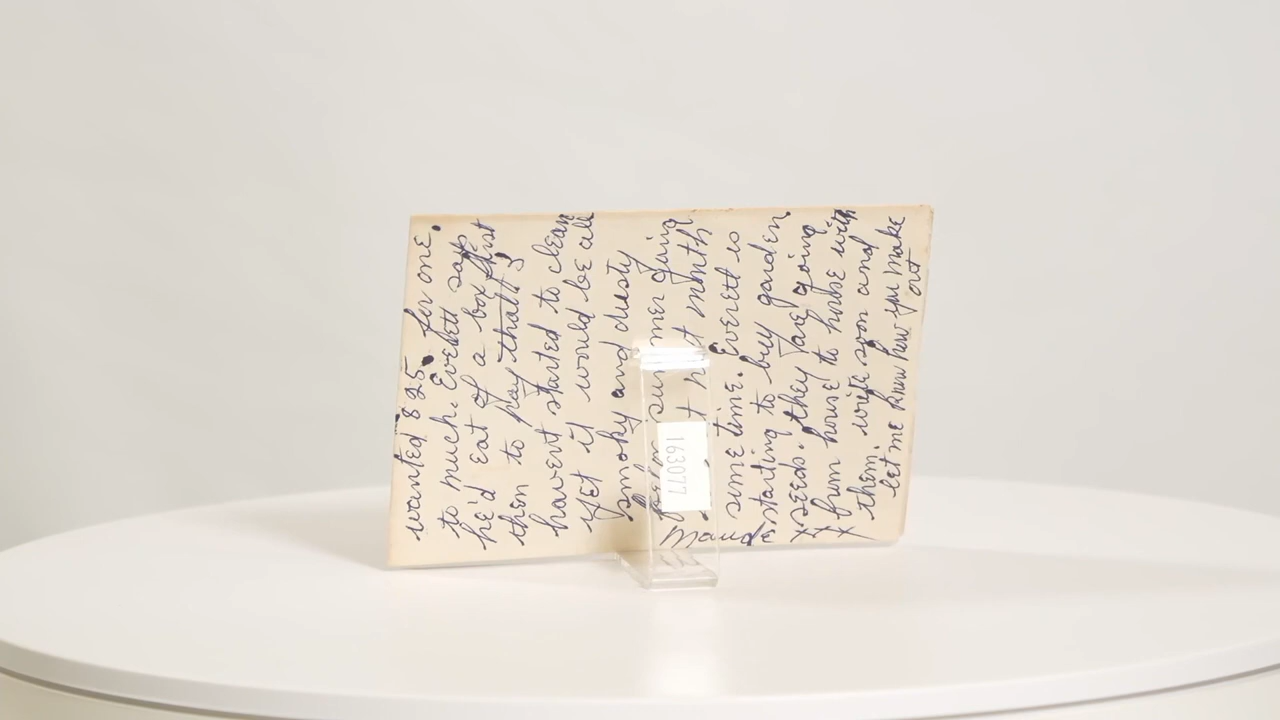 wanted 8 25. for one.
to much. Everett says
he'd eat of a box first
then to pay that
havent started to clean
yet it would be all
smoky and dusty
before summer going
next month
some time. Everett is
starting to buy garden
seeds. they are going
from house to house with
them. write soon and
let me know how you make
out
Maude
163077